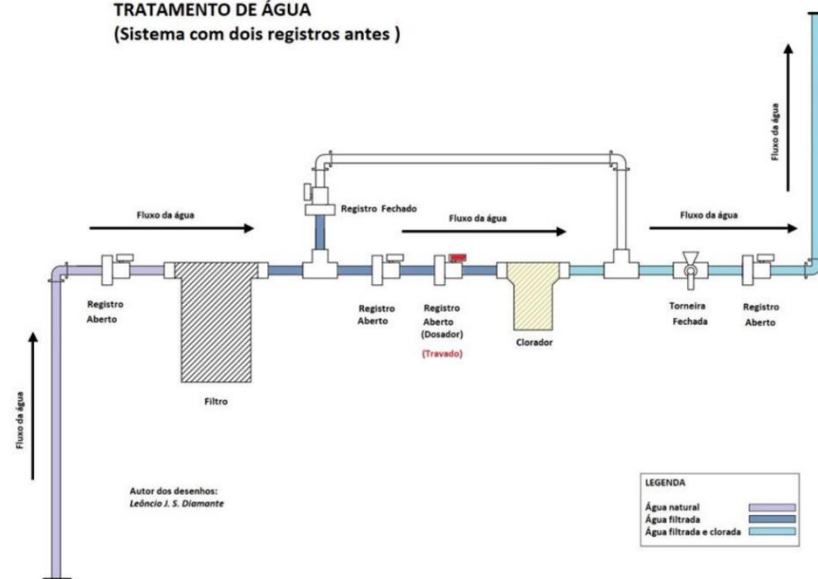 TRATAMENTO DE ÁGUA
(Sistema com dois registros antes )
Fluxo da água
Registro Fechado
Fluxo da água
Fluxo da água
Fluxo da água
Registro
Aberto
Filtro
Registro
Aberto
Registro
Aberto
(Dosador)
(Travado)
Clorador
Torneira
Fechada
Registro
Aberto
Fluxo da água
Autor dos desenhos:
Leôncio J. S. Diamante
LEGENDA
Água natural
Água filtrada
Água filtrada e clorada